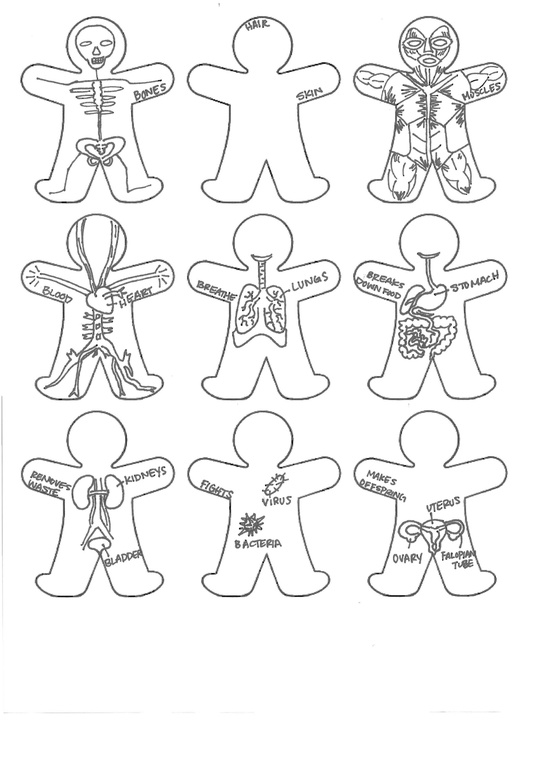 BONES
HAIR
SKIN
MUSCLES
BLOOD
HEART
BREATHE
LUNGS
BREAKS
DOWN FOOD
STOMACH
REMOVES
WASTE
KIDNEYS
BLADDER
FIGHTS
VIRUS
BACTERIA
MAKES
OFFSPRING
UTERUS
OVARY
FALOPIAN
TUBE